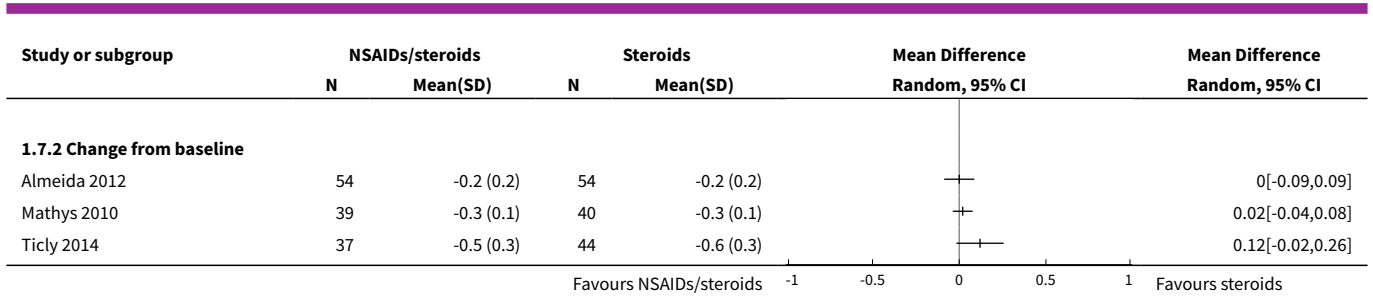 Study or subgroup NSAIDs/steroids Steroids Mean Difference Mean Difference
N Mean(SD) N Mean(SD) Random, 95% CI Random, 95% CI
1.7.2 Change from baseline
Almeida 2012 54 -0.2 (0.2) 54 -0.2 (0.2) 0[-0.09,0.09]
Mathys 2010 39 -0.3 (0.1) 40 -0.3 (0.1) 0.02[-0.04,0.08]
Ticly 2014 37 -0.5 (0.3) 44 -0.6 (0.3) 0.12[-0.02,0.26]
Favours NSAIDs/steroids -1 -0.5 0 0.5 1 Favours steroids